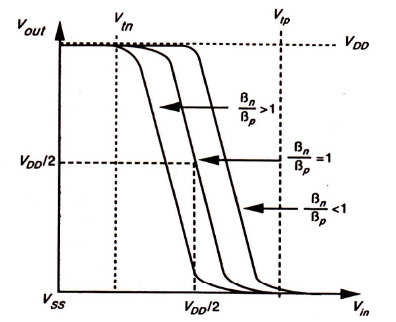 V_out
V_tn
V_tp
V_DD
ß_n/ß_p >1
V_DD/2
ß_n/ß_p =1
ß_n/ß_p <1
V_SS
V_DD/2
V_in